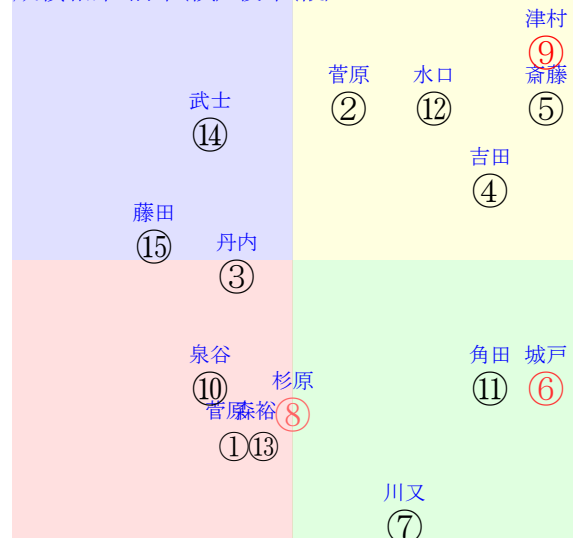 津村
⑨
菅原
②
水口
⑫
斎藤
⑤
武士
⑭
吉田
④
藤田
⑮
丹内
③
泉谷
⑩
杉原
⑧
角田
⑪
城戸
⑥
菅原
①
森裕
⑬
川又
⑦